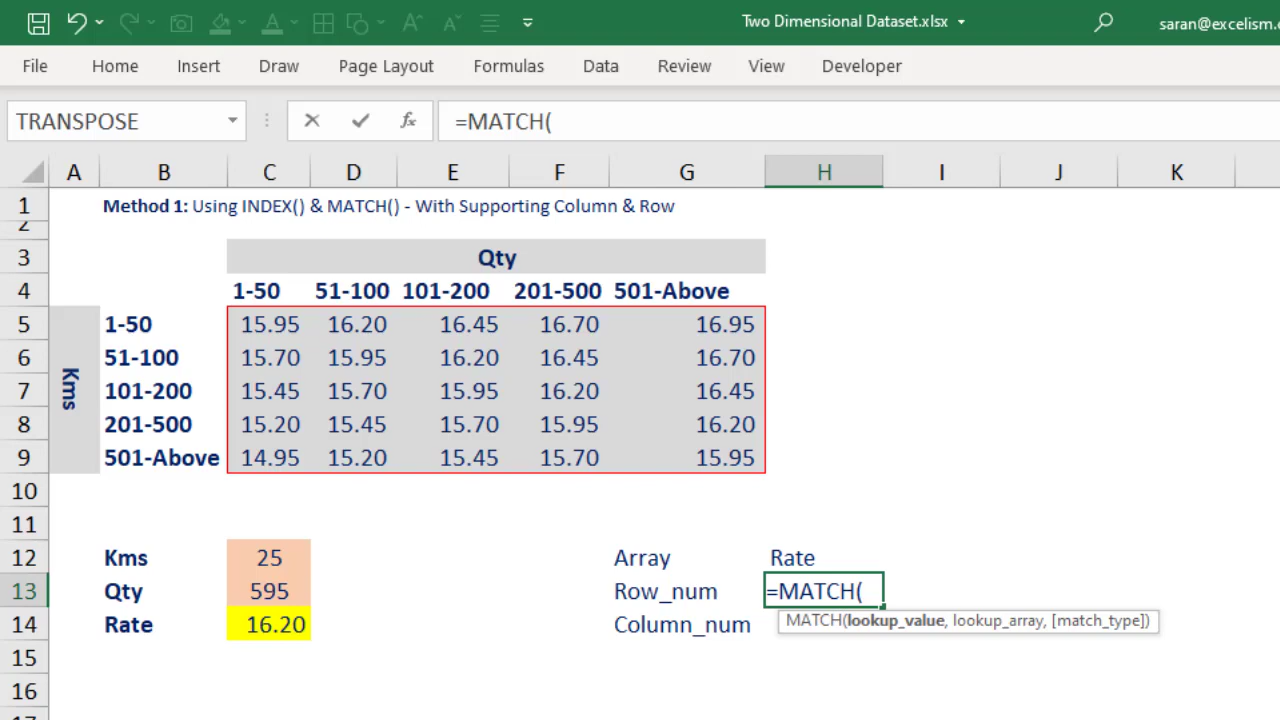 Two Dimensional Dataset.xlsx
saran@excelism.c
File Home Insert Draw Page Layout Formulas Data Review View Developer
TRANSPOSE
fx
=MATCH(
A B C D E F G H I J K
1 Method 1: Using INDEX() & MATCH() - With Supporting Column & Row
2
3 Qty
4 1-50 51-100 101-200 201-500 501-Above
5 1-50 15.95 16.20 16.45 16.70 16.95
6 51-100 15.70 15.95 16.20 16.45 16.70
Kms
7 101-200 15.45 15.70 15.95 16.20 16.45
8 201-500 15.20 15.45 15.70 15.95 16.20
9 501-Above 14.95 15.20 15.45 15.70 15.95
10
11
12 Kms 25 Array Rate
13 Qty 595 Row_num =MATCH(
14 Rate 16.20 Column_num MATCH(lookup_value, lookup_array, [match_type])
15
16
17